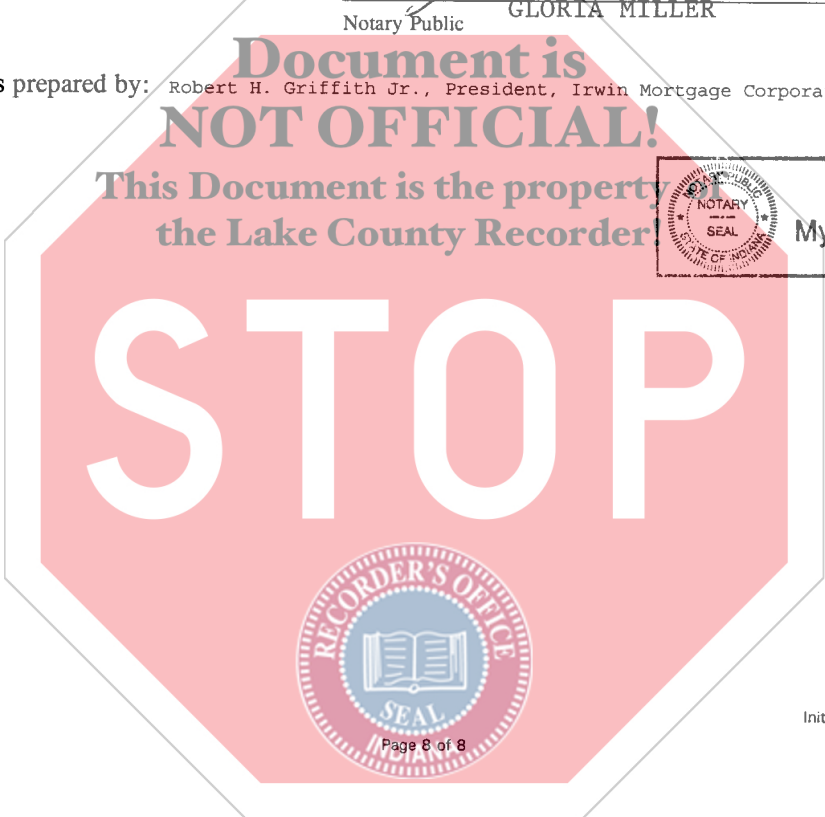 GLORIA MILLER
Notary Public
Document is
s prepared by: Robert H. Griffith Jr., President, Irwin Mortgage Corpora
NOT OFFICIAL!
This Document is the property of
the Lake County Recorder!
NOTARY PUBLIC
NOTARY
SEAL
STATE OF INDIANA
My
STOP
RECORDER'S OFFICE
SEAL
INDIANA
Init
Page 8 of 8